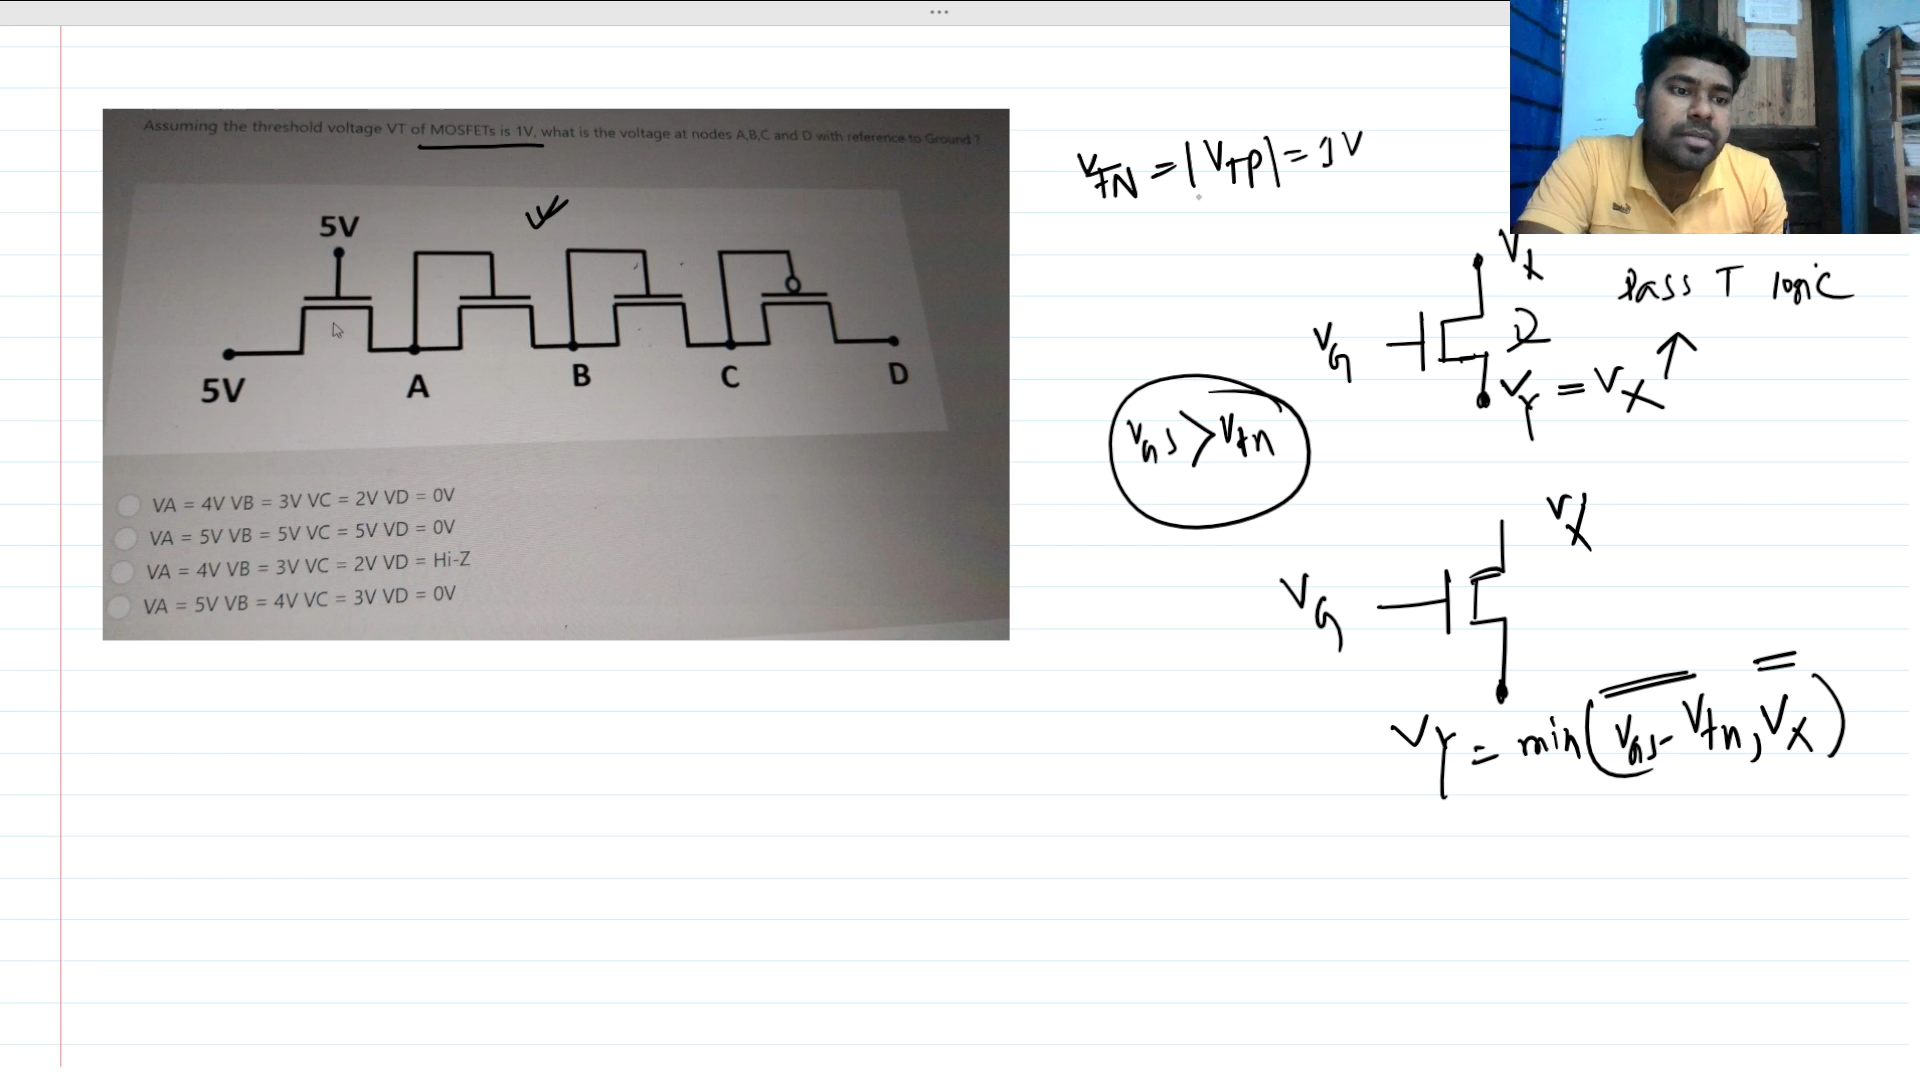 Assuming the threshold voltage VT of MOSFETs is 1V, what is the voltage at nodes A,B,C and D with reference to Ground ?
5V
5V
A
B
C
D
VA = 4V VB = 3V VC = 2V VD = 0V
VA = 5V VB = 5V VC = 5V VD = 0V
VA = 4V VB = 3V VC = 2V VD = Hi-Z
VA = 5V VB = 4V VC = 3V VD = 0V
VtN = |VtP| = 1V
VX
Pass T logic
VG
D
VY = VX
VGS > Vtn
VX
VG
VY = min(VGS - Vtn, VX)